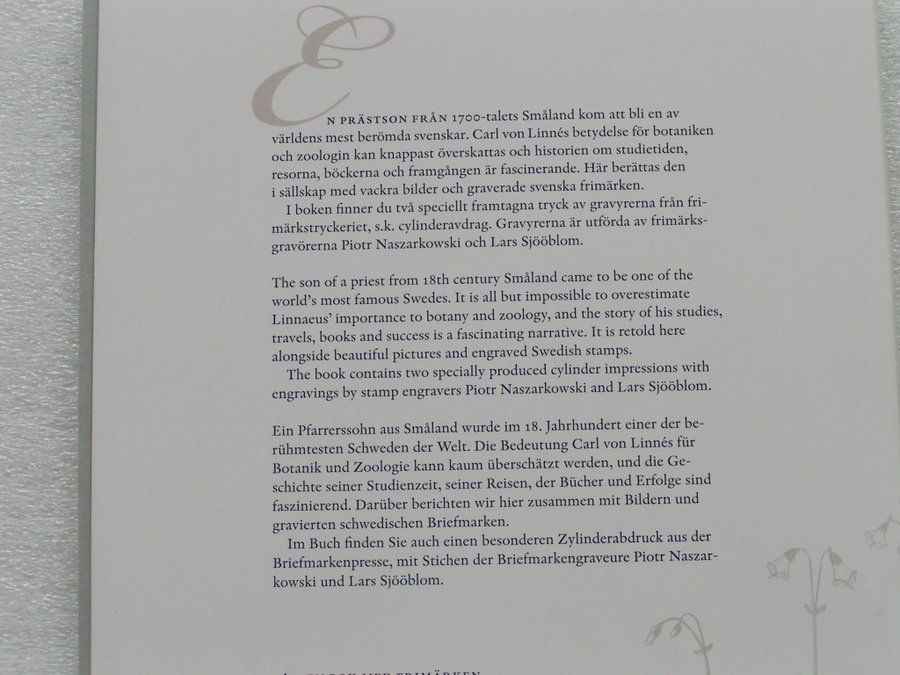 EN PRÄSTSON FRÅN 1700-talets Småland kom att bli en av
världens mest berömda svenskar. Carl von Linnés betydelse för botaniken
och zoologin kan knappast överskattas och historien om studietiden,
resorna, böckerna och framgången är fascinerande. Här berättas den
i sällskap med vackra bilder och graverade svenska frimärken.
I boken finner du två speciellt framtagna tryck av gravyrerna från fri-
märkstryckeriet, s.k. cylinderavdrag. Gravyrerna är utförda av frimärks-
gravörerna Piotr Naszarkowski och Lars Sjööblom.
The son of a priest from 18th century Småland came to be one of the
world's most famous Swedes. It is all but impossible to overestimate
Linnaeus' importance to botany and zoology, and the story of his studies,
travels, books and success is a fascinating narrative. It is retold here
alongside beautiful pictures and engraved Swedish stamps.
The book contains two specially produced cylinder impressions with
engravings by stamp engravers Piotr Naszarkowski and Lars Sjööblom.
Ein Pfarrerssohn aus Småland wurde im 18. Jahrhundert einer der be-
rühmtesten Schweden der Welt. Die Bedeutung Carl von Linnés für
Botanik und Zoologie kann kaum überschätzt werden, und die Ge-
schichte seiner Studienzeit, seiner Reisen, der Bücher und Erfolge sind
faszinierend. Darüber berichten wir hier zusammen mit Bildern und
gravierten schwedischen Briefmarken.
Im Buch finden Sie auch einen besonderen Zylinderabdruck aus der
Briefmarkenpresse, mit Stichen der Briefmarkengraveure Piotr Naszar-
kowski und Lars Sjööblom.
MED FRIMÄRKEN